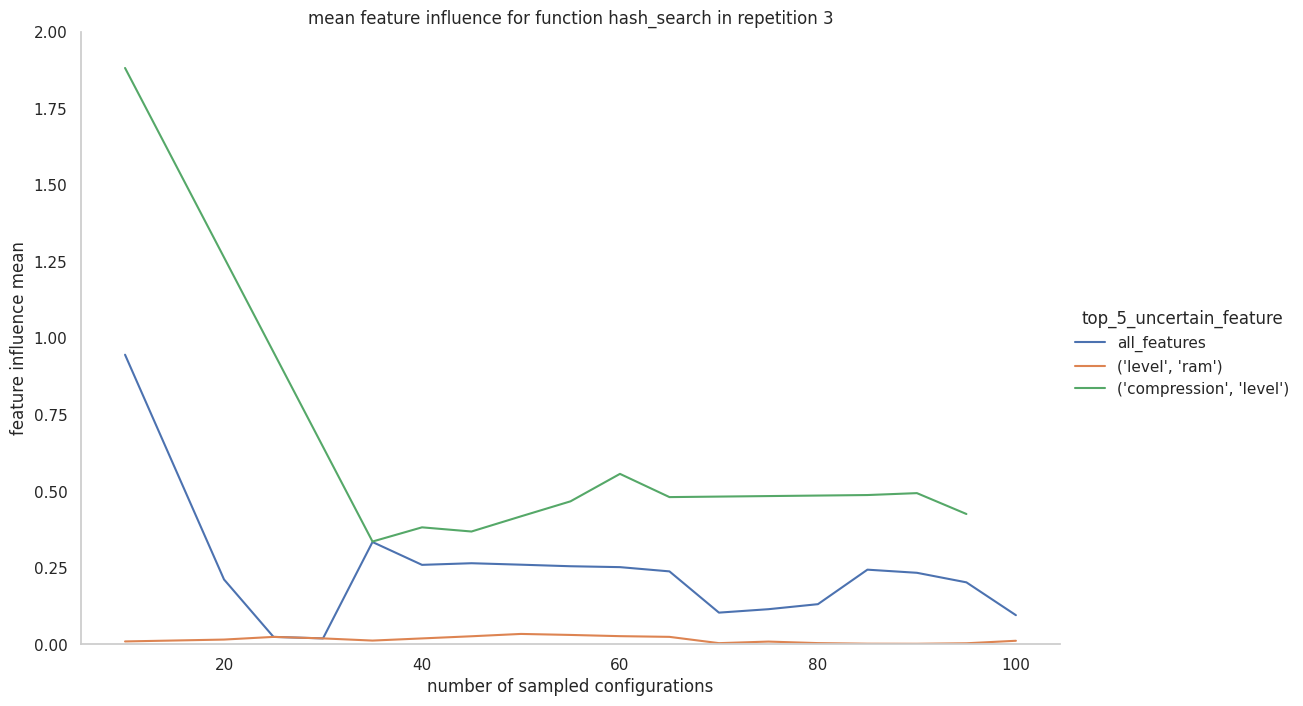 mean feature influence for function hash_search in repetition 3
2.00
1.75
1.50
1.25
1.00
0.75
0.50
0.25
0.00
feature influence mean
20 40 60 80 100
number of sampled configurations
top_5_uncertain_feature
all_features
('level', 'ram')
('compression', 'level')